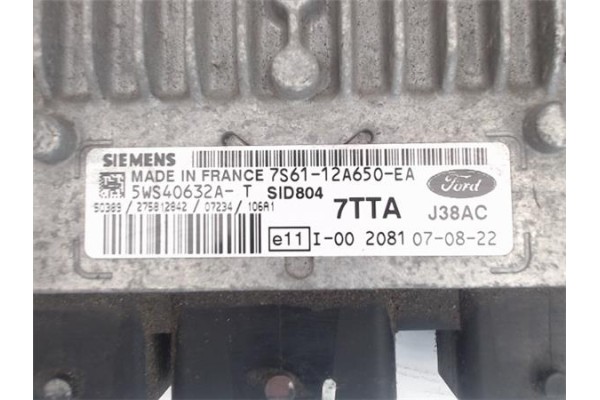 SIEMENS
MADE IN FRANCE 7S61-12A650-EA
5WS40632A- T SID804
50389 / 275812842 / 07234 / 106A1
7TTA
Ford
J38AC
e11 I-00 2081 07-08-22